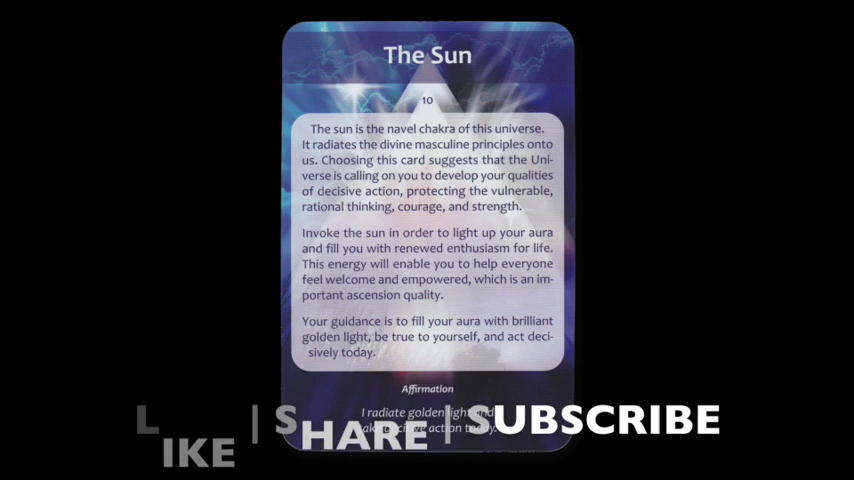 The Sun
10
The sun is the navel chakra of this universe.
It radiates the divine masculine principles onto
us. Choosing this card suggests that the Uni-
verse is calling on you to develop your qualities
of decisive action, protecting the vulnerable,
rational thinking, courage, and strength.
Invoke the sun in order to light up your aura
and fill you with renewed enthusiasm for life.
This energy will enable you to help everyone
feel welcome and empowered, which is an im-
portant ascension quality.
Your guidance is to fill your aura with brilliant
golden light, be true to yourself, and act deci-
sively today.
Affirmation
I radiate golden light and
action today.
LIKE | SHARE | SUBSCRIBE